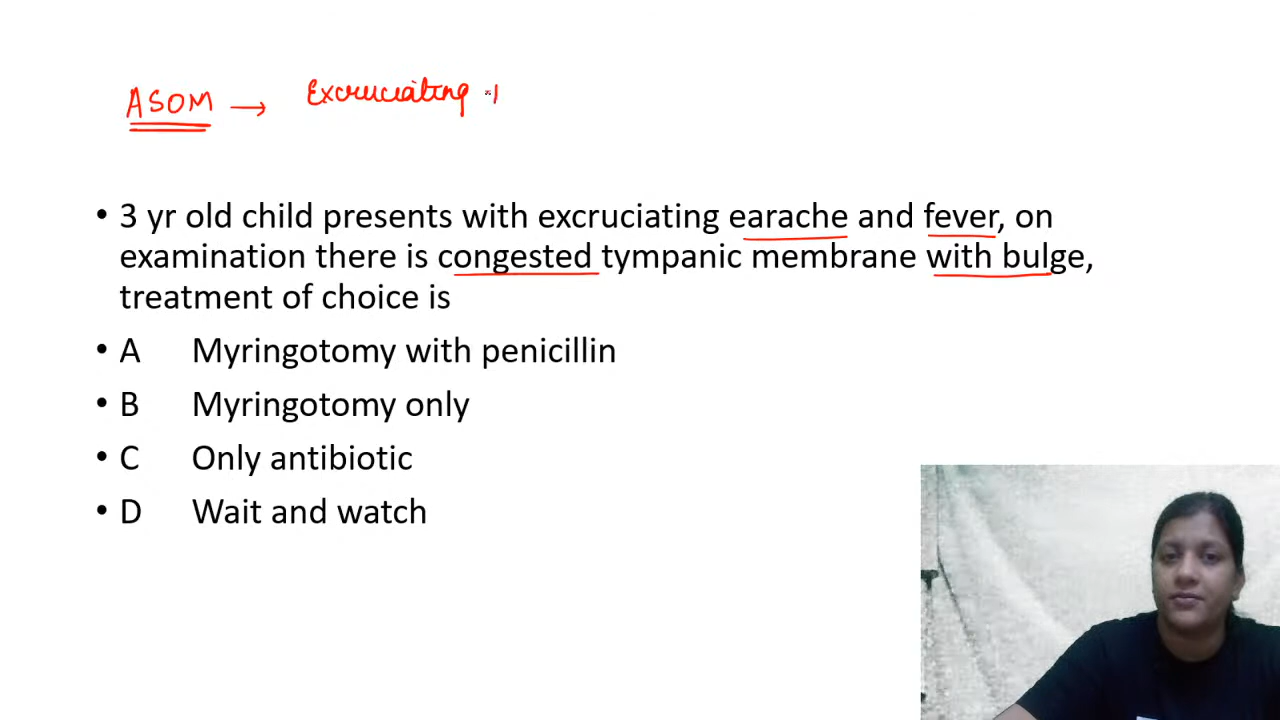 ASOM → Excruciating
• 3 yr old child presents with excruciating earache and fever, on
examination there is congested tympanic membrane with bulge,
treatment of choice is
• A Myringotomy with penicillin
• B Myringotomy only
• C Only antibiotic
• D Wait and watch